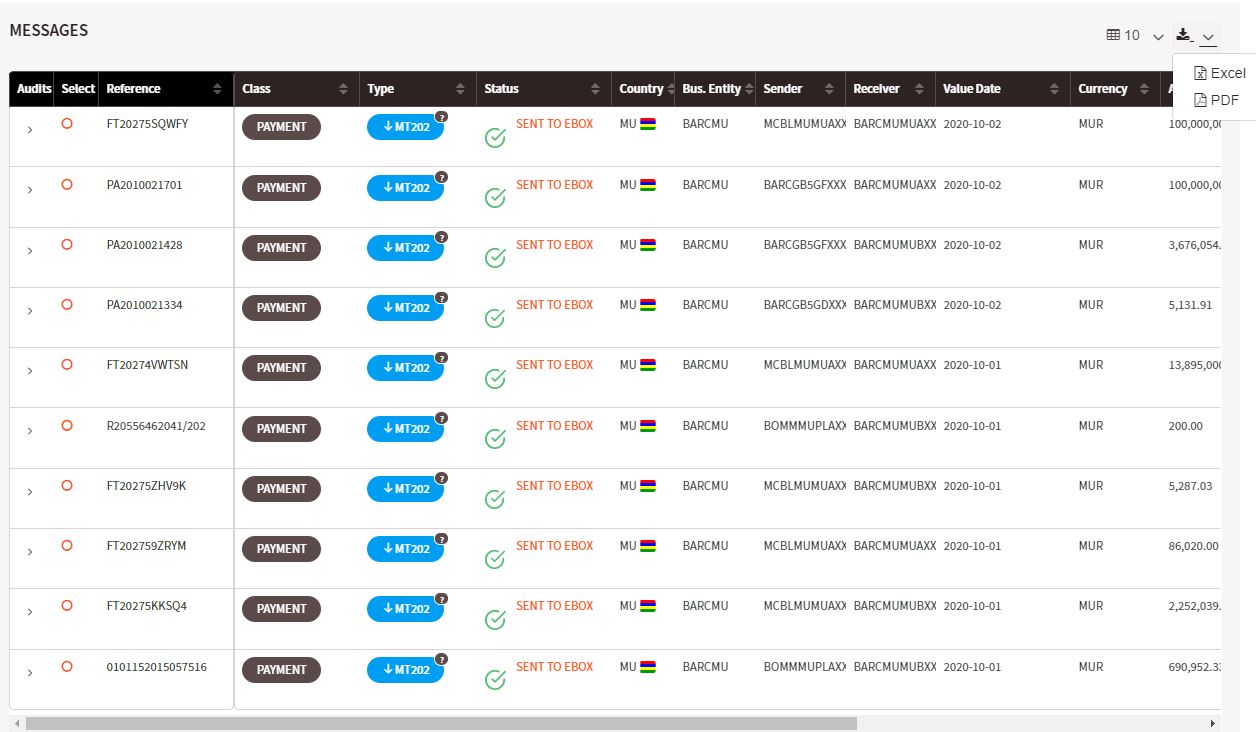 MESSAGES
10
Excel
PDF
Audits Select Reference Class Type Status Country Bus. Entity Sender Receiver Value Date Currency A
FT20275SQWFY PAYMENT MT202 ? SENT TO EBOX MU BARCMU MCBLMUMUAXX BARCMUMUAXX 2020-10-02 MUR 100,000,00
PA2010021701 PAYMENT MT202 ? SENT TO EBOX MU BARCMU BARCGB5GFXXX BARCMUMUAXX 2020-10-02 MUR 100,000,00
PA2010021428 PAYMENT MT202 ? SENT TO EBOX MU BARCMU BARCGB5GFXXX BARCMUMUBXX 2020-10-02 MUR 3,676,054.
PA2010021334 PAYMENT MT202 ? SENT TO EBOX MU BARCMU BARCGB5GDXXX BARCMUMUBXX 2020-10-02 MUR 5,131.91
FT20274VWTSN PAYMENT MT202 ? SENT TO EBOX MU BARCMU MCBLMUMUAXX BARCMUMUAXX 2020-10-01 MUR 13,895,000
R20556462041/202 PAYMENT MT202 ? SENT TO EBOX MU BARCMU BOMMMUPLAXX BARCMUMUBXX 2020-10-01 MUR 200.00
FT20275ZHV9K PAYMENT MT202 ? SENT TO EBOX MU BARCMU MCBLMUMUAXX BARCMUMUBXX 2020-10-01 MUR 5,287.03
FT202759ZRYM PAYMENT MT202 ? SENT TO EBOX MU BARCMU MCBLMUMUAXX BARCMUMUAXX 2020-10-01 MUR 86,020.00
FT20275KKSQ4 PAYMENT MT202 ? SENT TO EBOX MU BARCMU MCBLMUMUAXX BARCMUMUBXX 2020-10-01 MUR 2,252,039.
0101152015057516 PAYMENT MT202 ? SENT TO EBOX MU BARCMU BOMMMUPLAXX BARCMUMUBXX 2020-10-01 MUR 690,952.33